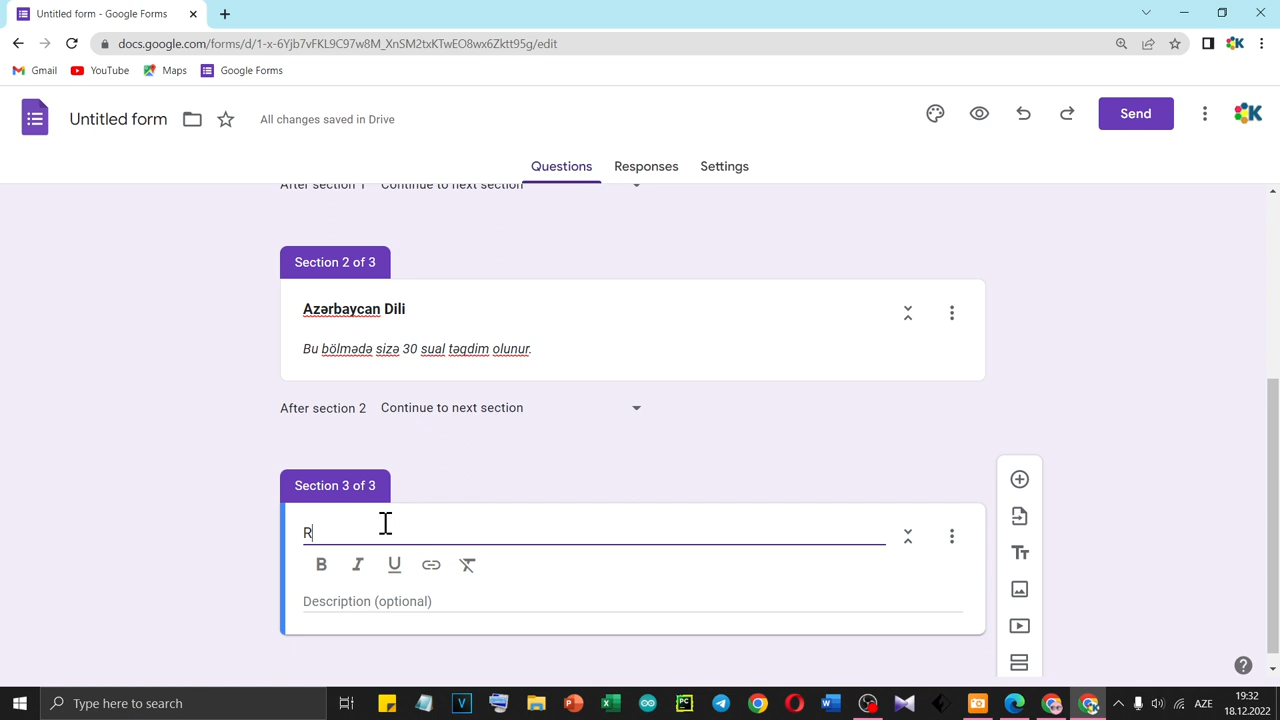 Untitled form - Google Forms
docs.google.com/forms/d/1-x-6Yjb7vFKL9C97w8M_XnSM2txKTwEO8wx6Zktt95g/edit
Gmail
YouTube
Maps
Google Forms
Untitled form
All changes saved in Drive
Send
Questions
Responses
Settings
After section 1 Continue to next section
Section 2 of 3
Azərbaycan Dili
Bu bölmədə sizə 30 sual təqdim olunur.
After section 2 Continue to next section
Section 3 of 3
R
B I U
Description (optional)
Type here to search
AZE
19:32
18.12.2022